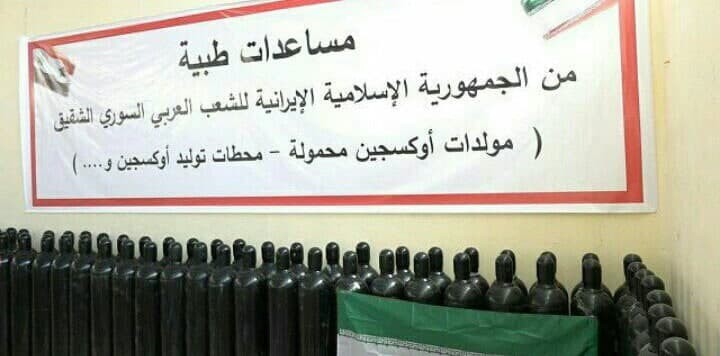 مساعدات طبية
من الجمهورية الإسلامية الإيرانية للشعب العربي السوري الشقيق
( مولدات أوكسجين محمولة - محطات توليد أوكسجين و.... )